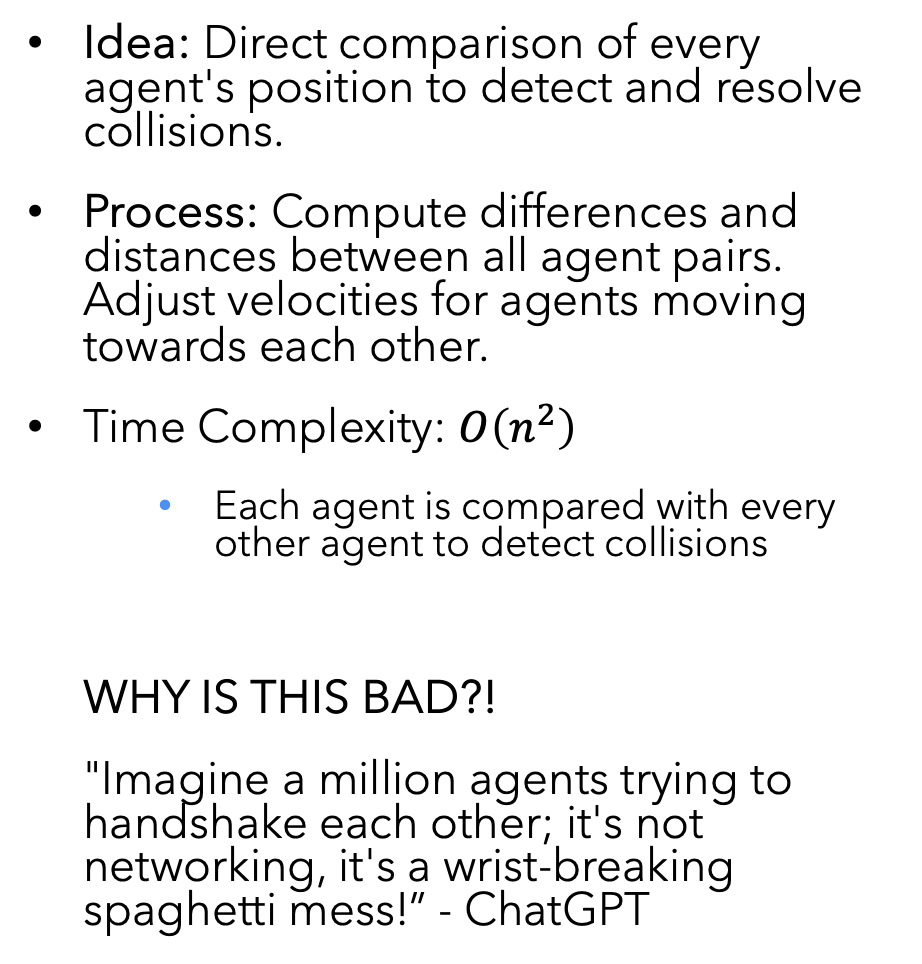 • Idea: Direct comparison of every
agent's position to detect and resolve
collisions.
• Process: Compute differences and
distances between all agent pairs.
Adjust velocities for agents moving
towards each other.
• Time Complexity: O(n²)
• Each agent is compared with every
other agent to detect collisions
WHY IS THIS BAD?!
"Imagine a million agents trying to
handshake each other; it's not
networking, it's a wrist-breaking
spaghetti mess!” - ChatGPT